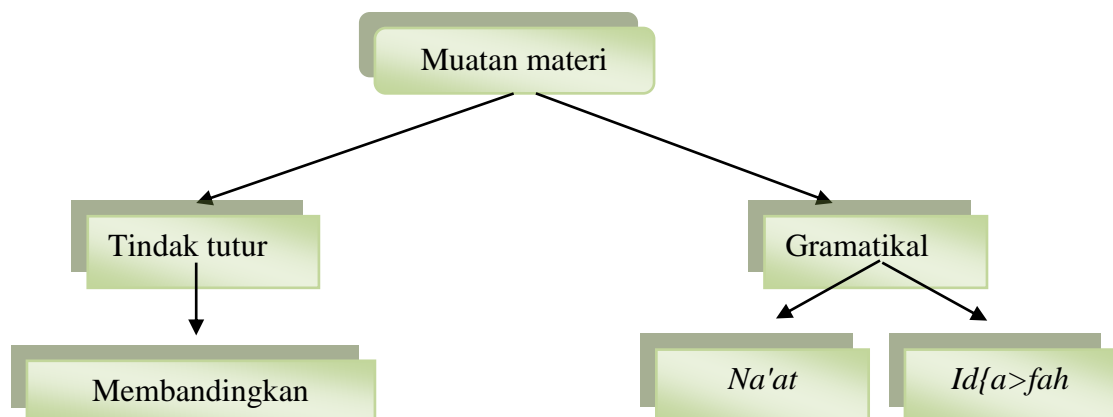 Muatan materi
Tindak tutur
Gramatikal
Membandingkan
Na'at
Id{a>fah